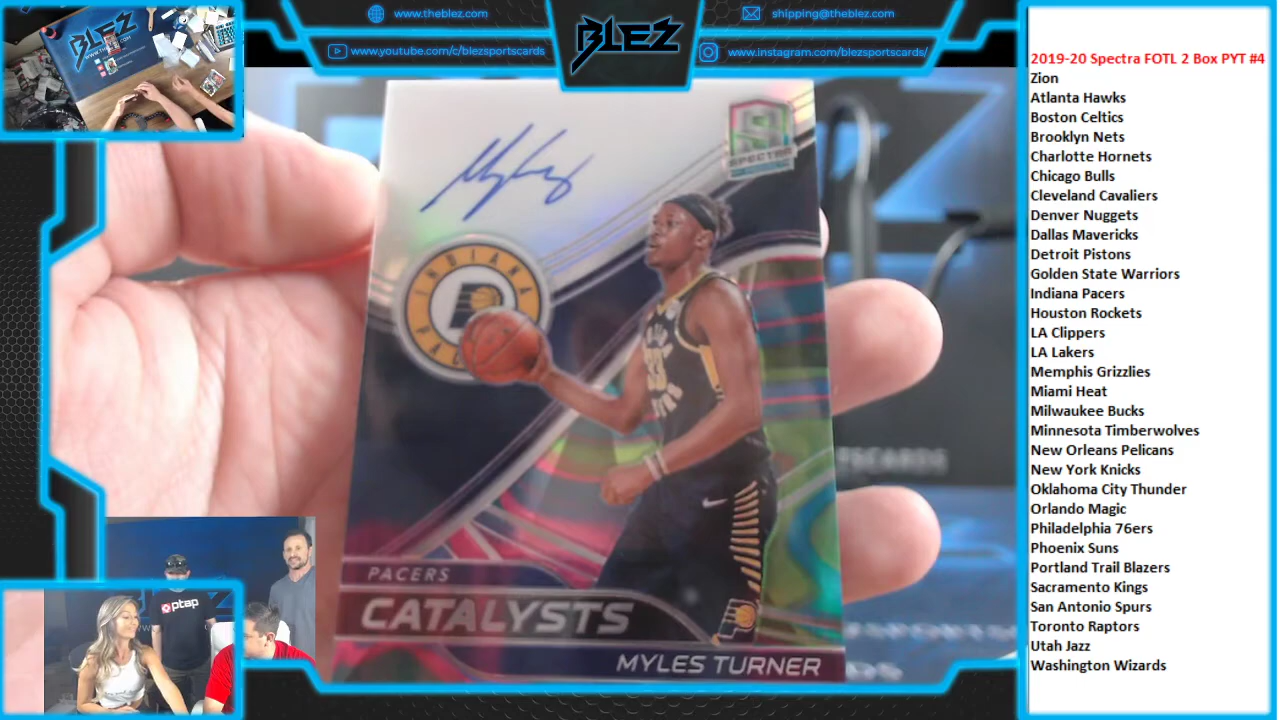 www.theblez.com
www.youtube.com/c/blezsportscards
BLEZ
shipping@theblez.com
www.instagram.com/blezsportscards/
SPECTRA
INDIANA
PAC
33
PACERS
CATALYSTS
MYLES TURNER
ptap
2019-20 Spectra FOTL 2 Box PYT #4
Zion
Atlanta Hawks
Boston Celtics
Brooklyn Nets
Charlotte Hornets
Chicago Bulls
Cleveland Cavaliers
Denver Nuggets
Dallas Mavericks
Detroit Pistons
Golden State Warriors
Indiana Pacers
Houston Rockets
LA Clippers
LA Lakers
Memphis Grizzlies
Miami Heat
Milwaukee Bucks
Minnesota Timberwolves
New Orleans Pelicans
New York Knicks
Oklahoma City Thunder
Orlando Magic
Philadelphia 76ers
Phoenix Suns
Portland Trail Blazers
Sacramento Kings
San Antonio Spurs
Toronto Raptors
Utah Jazz
Washington Wizards